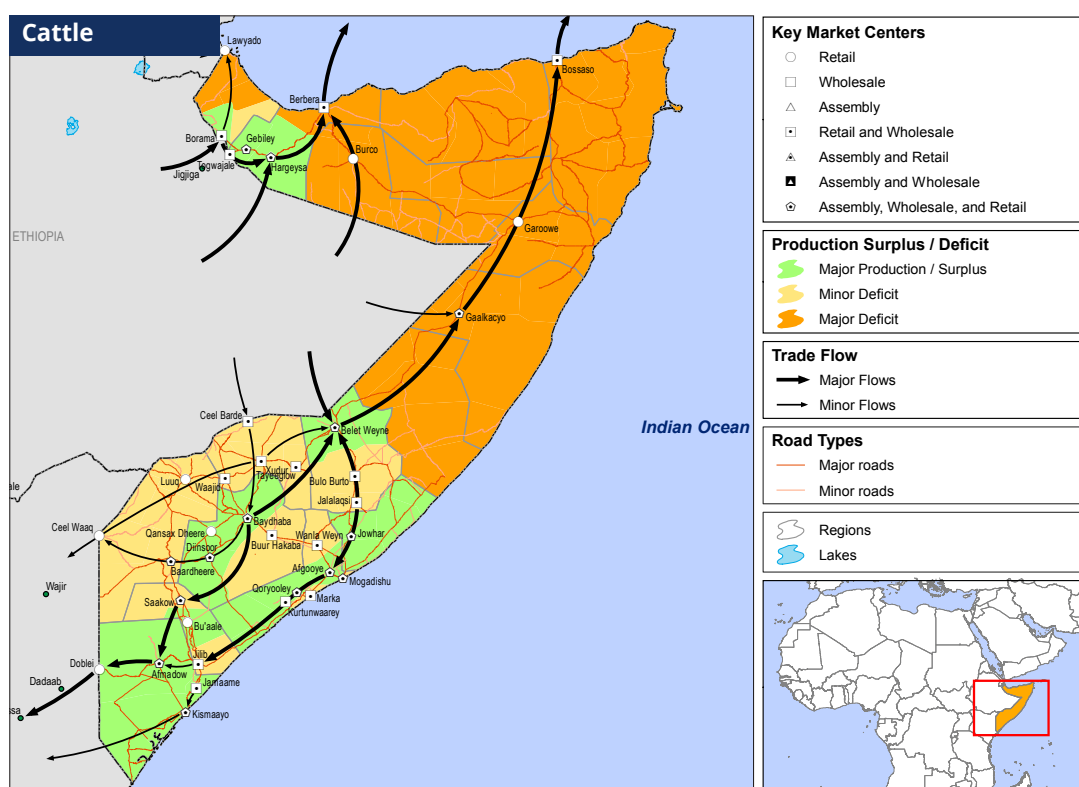 Cattle
Lawyado
Bossaso
Berbera
Borama
Gebiley
Togwajale
Hargeysa
Jigjiga
Burco
ETHIOPIA
Garoowe
Gaalkacyo
Ceel Barde
Belet Weyne
Indian Ocean
Xudur
Tayeeglow
Luuq
Waajid
Bulo Burto
Jalalaqsi
Ceel Waaq
Baydhaba
Qansax Dheere
Wanla Weyn
Jowhar
Diinsoor
Buur Hakaba
Baardheere
Afgooye
Mogadishu
Wajir
Qoryooley
Marka
Saakow
Kurtunwaarey
Bu'aale
Jilib
Doblei
Afmadow
Dadaab
Jamaame
Kismaayo
ssa
ale
Key Market Centers
Retail
Wholesale
Assembly
Retail and Wholesale
Assembly and Retail
Assembly and Wholesale
Assembly, Wholesale, and Retail
Production Surplus / Deficit
Major Production / Surplus
Minor Deficit
Major Deficit
Trade Flow
Major Flows
Minor Flows
Road Types
Major roads
Minor roads
Regions
Lakes